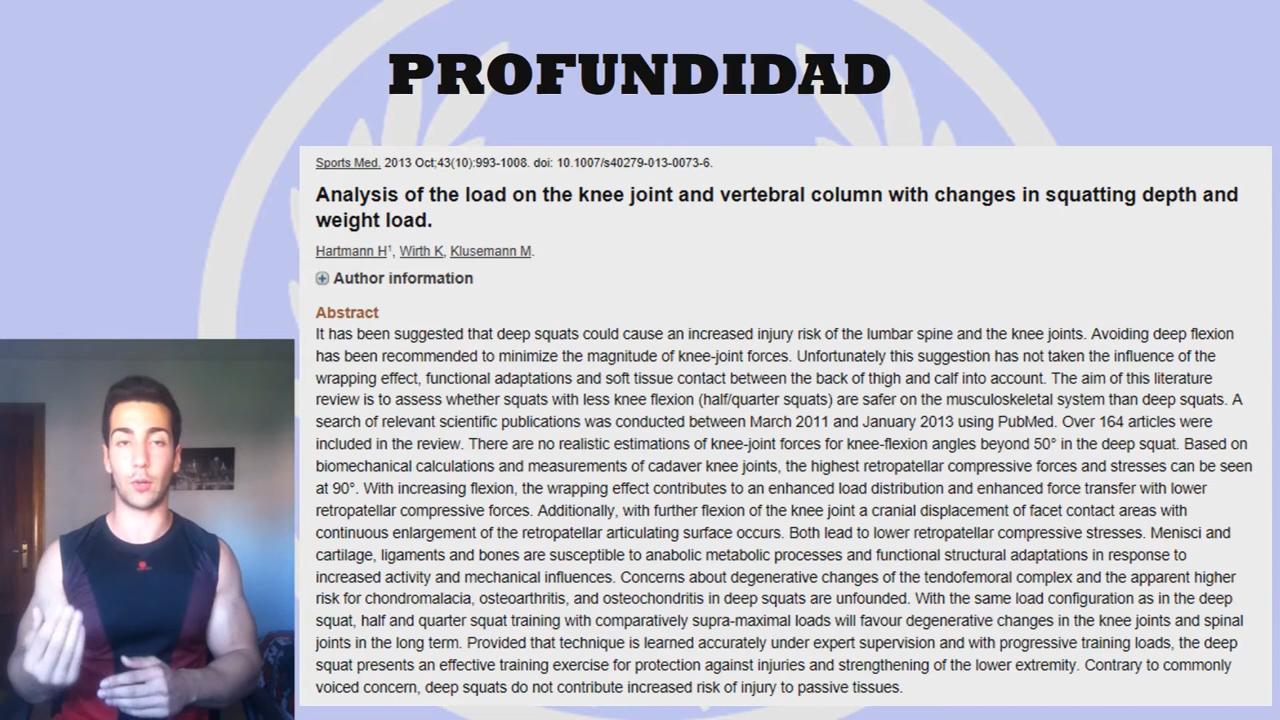 PROFUNDIDAD
Sports Med. 2013 Oct;43(10):993-1008. doi: 10.1007/s40279-013-0073-6.
Analysis of the load on the knee joint and vertebral column with changes in squatting depth and
weight load.
Hartmann H¹, Wirth K, Klusemann M.
Author information
Abstract
It has been suggested that deep squats could cause an increased injury risk of the lumbar spine and the knee joints. Avoiding deep flexion
has been recommended to minimize the magnitude of knee-joint forces. Unfortunately this suggestion has not taken the influence of the
wrapping effect, functional adaptations and soft tissue contact between the back of thigh and calf into account. The aim of this literature
review is to assess whether squats with less knee flexion (half/quarter squats) are safer on the musculoskeletal system than deep squats. A
search of relevant scientific publications was conducted between March 2011 and January 2013 using PubMed. Over 164 articles were
included in the review. There are no realistic estimations of knee-joint forces for knee-flexion angles beyond 50° in the deep squat. Based on
biomechanical calculations and measurements of cadaver knee joints, the highest retropatellar compressive forces and stresses can be seen
at 90°. With increasing flexion, the wrapping effect contributes to an enhanced load distribution and enhanced force transfer with lower
retropatellar compressive forces. Additionally, with further flexion of the knee joint a cranial displacement of facet contact areas with
continuous enlargement of the retropatellar articulating surface occurs. Both lead to lower retropatellar compressive stresses. Menisci and
cartilage, ligaments and bones are susceptible to anabolic metabolic processes and functional structural adaptations in response to
increased activity and mechanical influences. Concerns about degenerative changes of the tendofemoral complex and the apparent higher
risk for chondromalacia, osteoarthritis, and osteochondritis in deep squats are unfounded. With the same load configuration as in the deep
squat, half and quarter squat training with comparatively supra-maximal loads will favour degenerative changes in the knee joints and spinal
joints in the long term. Provided that technique is learned accurately under expert supervision and with progressive training loads, the deep
squat presents an effective training exercise for protection against injuries and strengthening of the lower extremity. Contrary to commonly
voiced concern, deep squats do not contribute increased risk of injury to passive tissues.